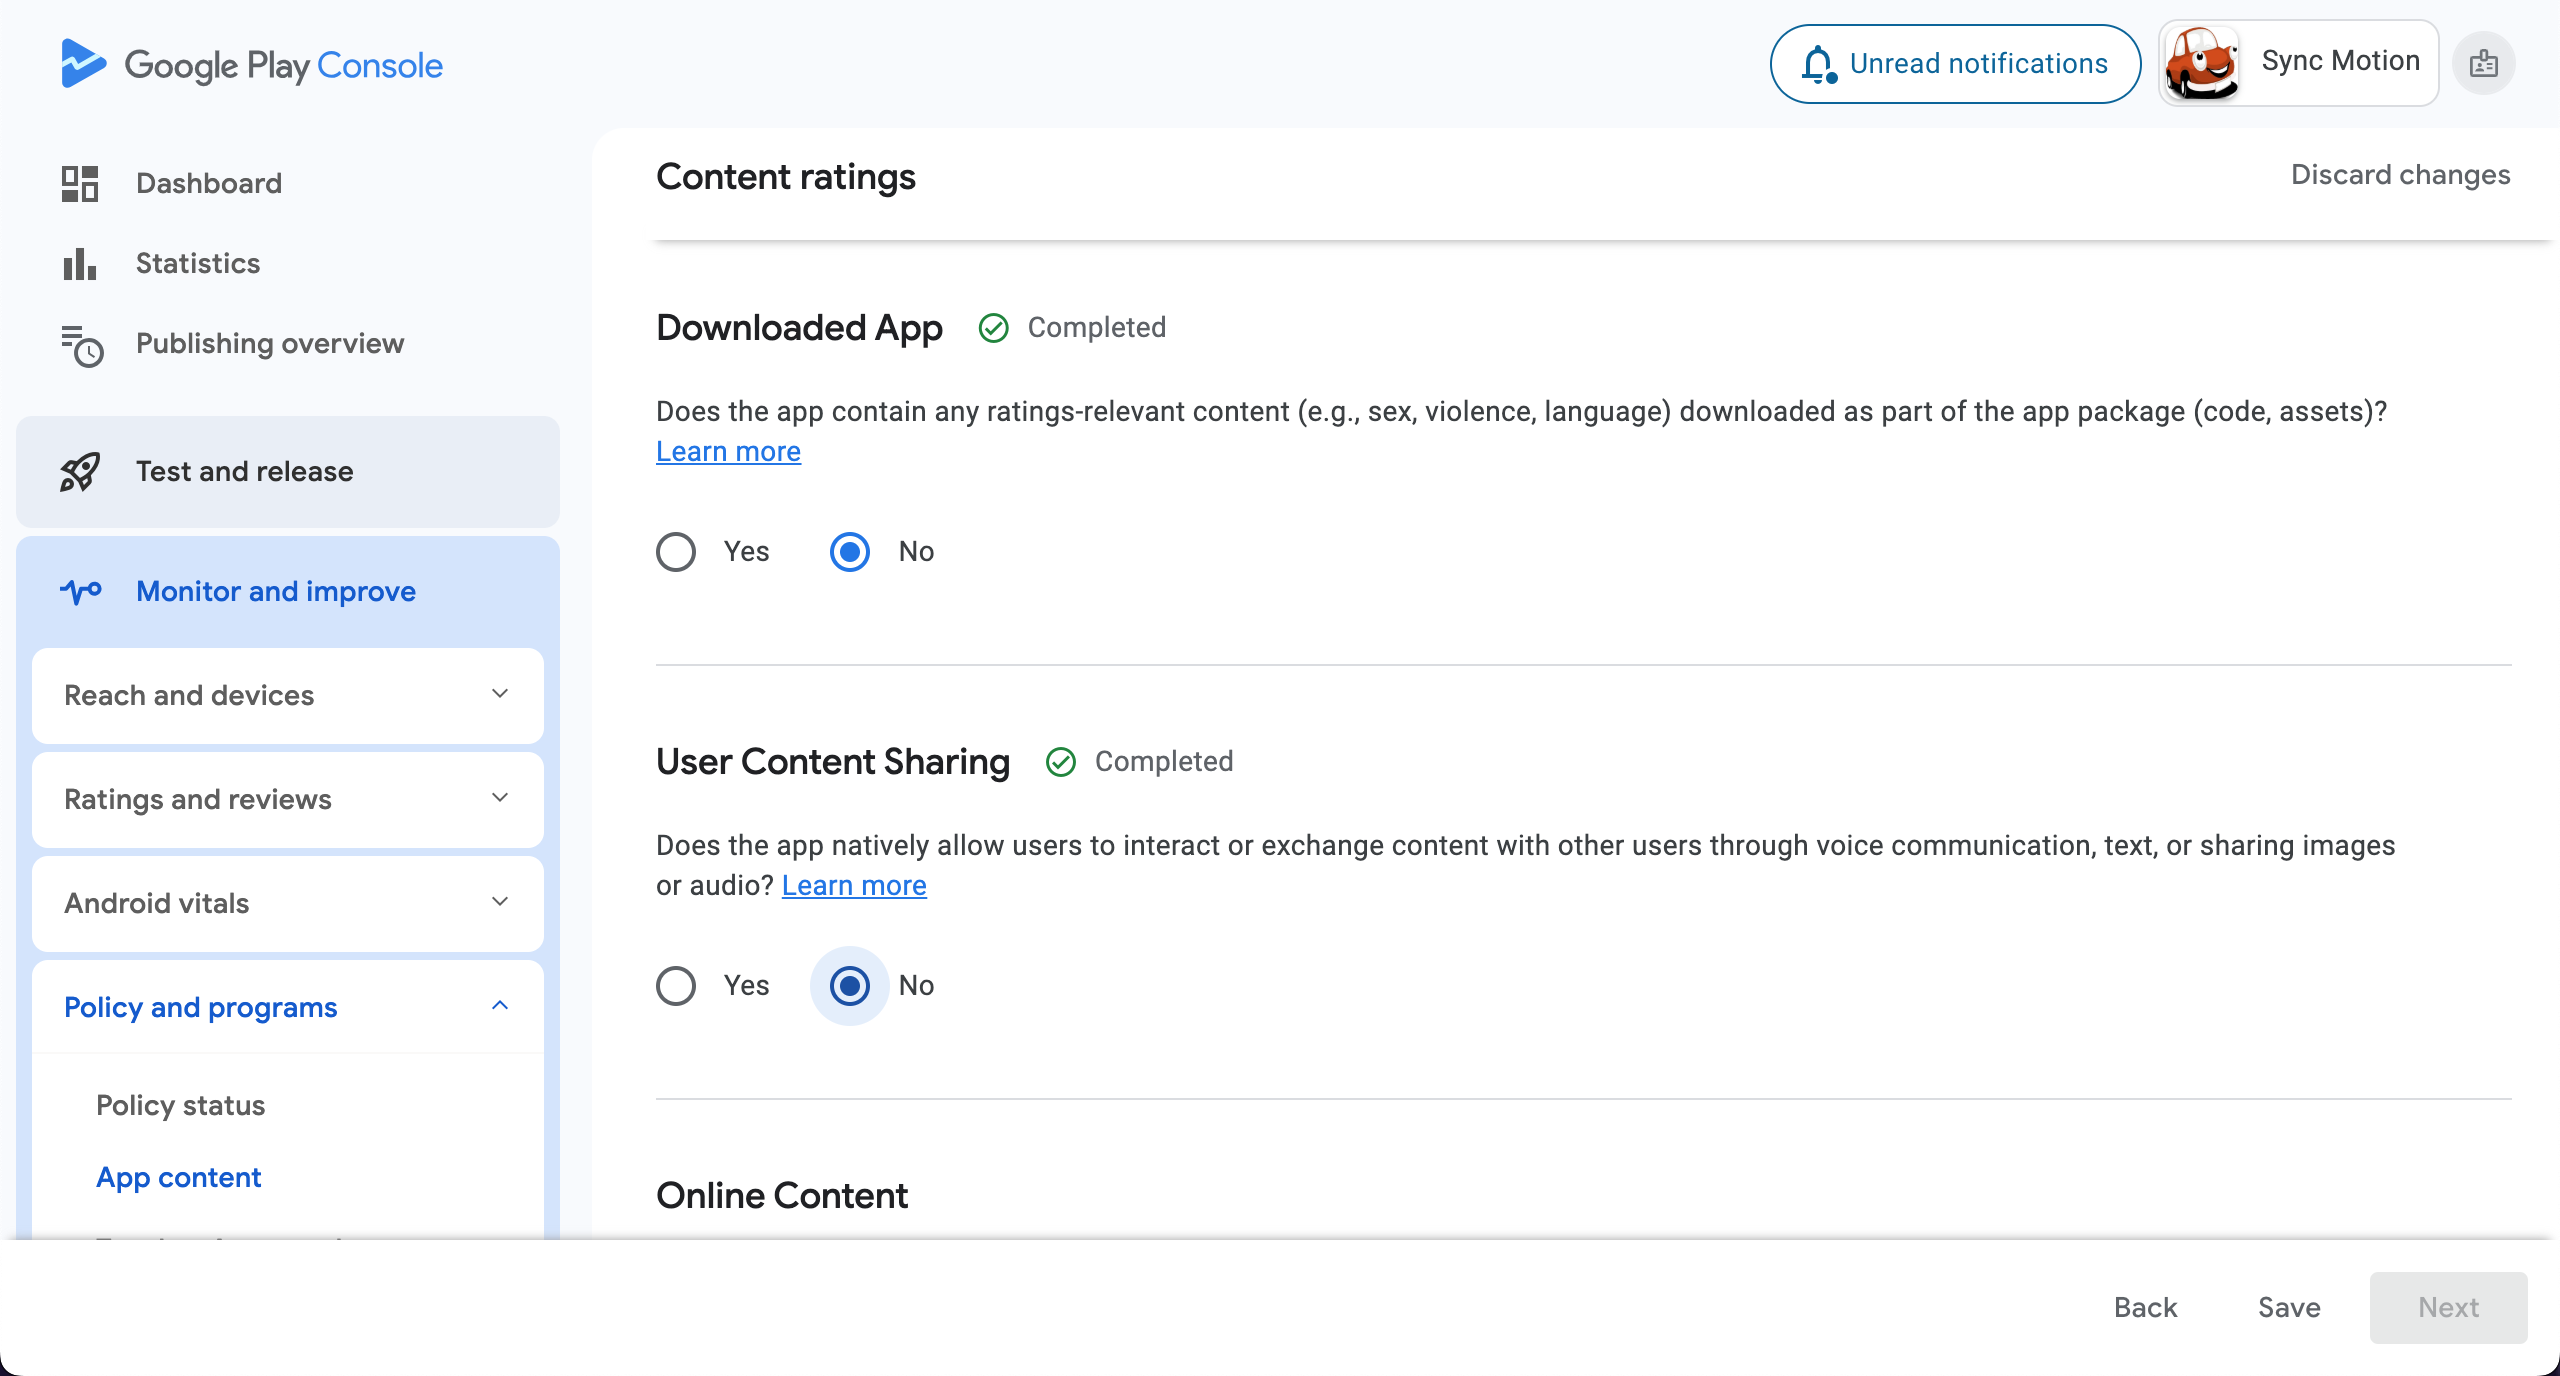 Google Play Console
Unread notifications
Sync Motion
Dashboard
Statistics
Publishing overview
Test and release
Monitor and improve
Reach and devices
Ratings and reviews
Android vitals
Policy and programs
Policy status
App content
Content ratings
Discard changes
Downloaded App
Completed
Does the app contain any ratings-relevant content (e.g., sex, violence, language) downloaded as part of the app package (code, assets)?
Learn more
Yes
No
User Content Sharing
Completed
Does the app natively allow users to interact or exchange content with other users through voice communication, text, or sharing images
or audio? Learn more
Yes
No
Online Content
Back
Save
Next